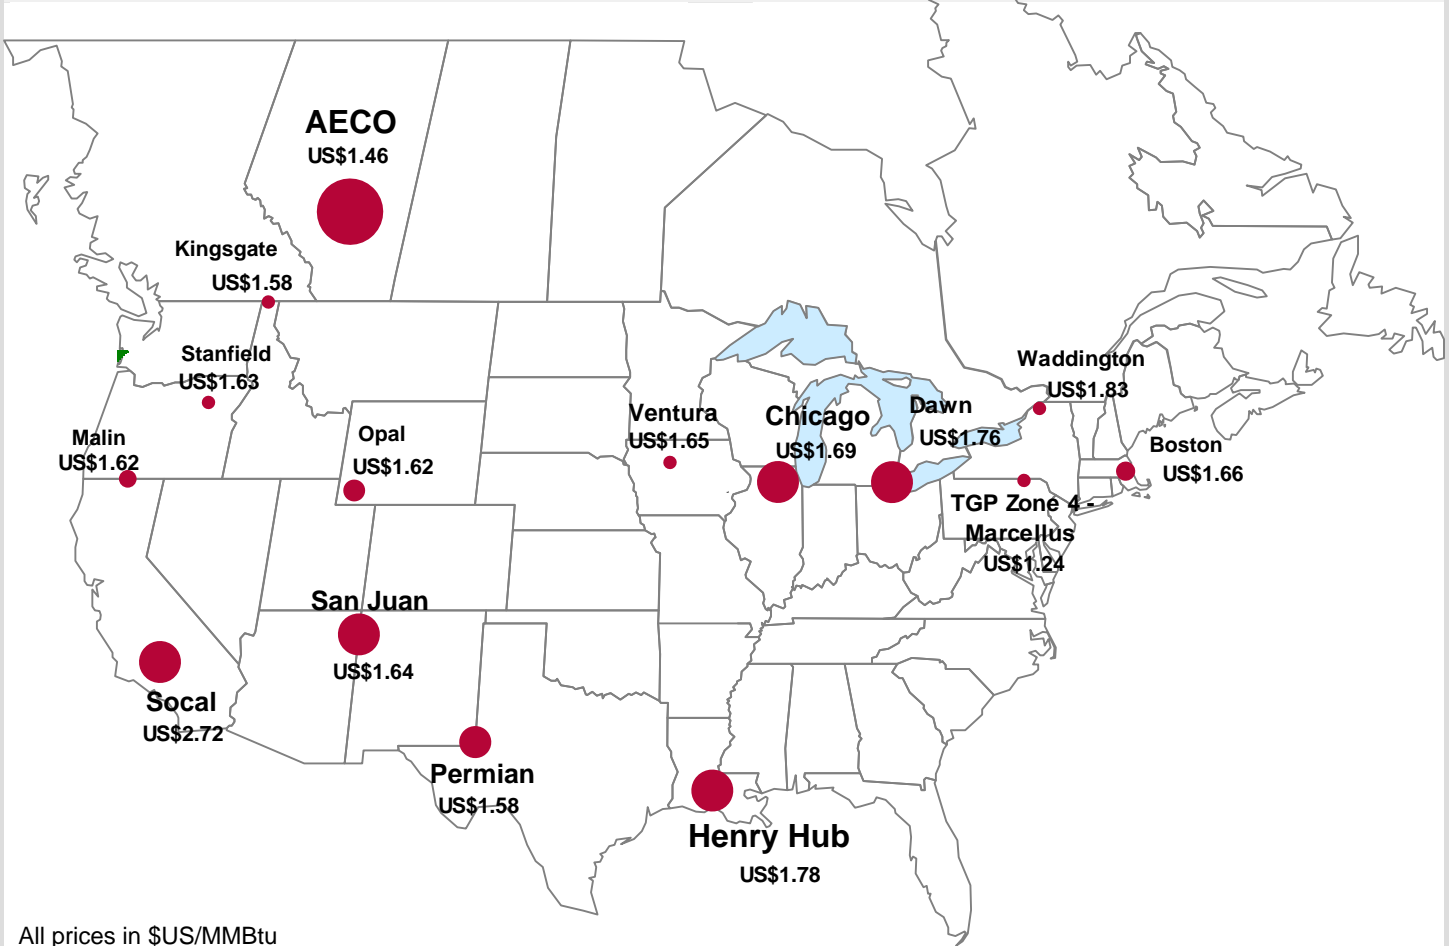 AECO
US$1.46
Kingsgate
US$1.58
Stanfield
US$1.63
Malin
US$1.62
Opal
US$1.62
Ventura
US$1.65
Chicago
US$1.69
Dawn
US$1.76
Waddington
US$1.83
Boston
US$1.66
TGP Zone 4 -
Marcellus
US$1.24
San Juan
US$1.64
Socal
US$2.72
Permian
US$1.58
Henry Hub
US$1.78
All prices in $US/MMBtu